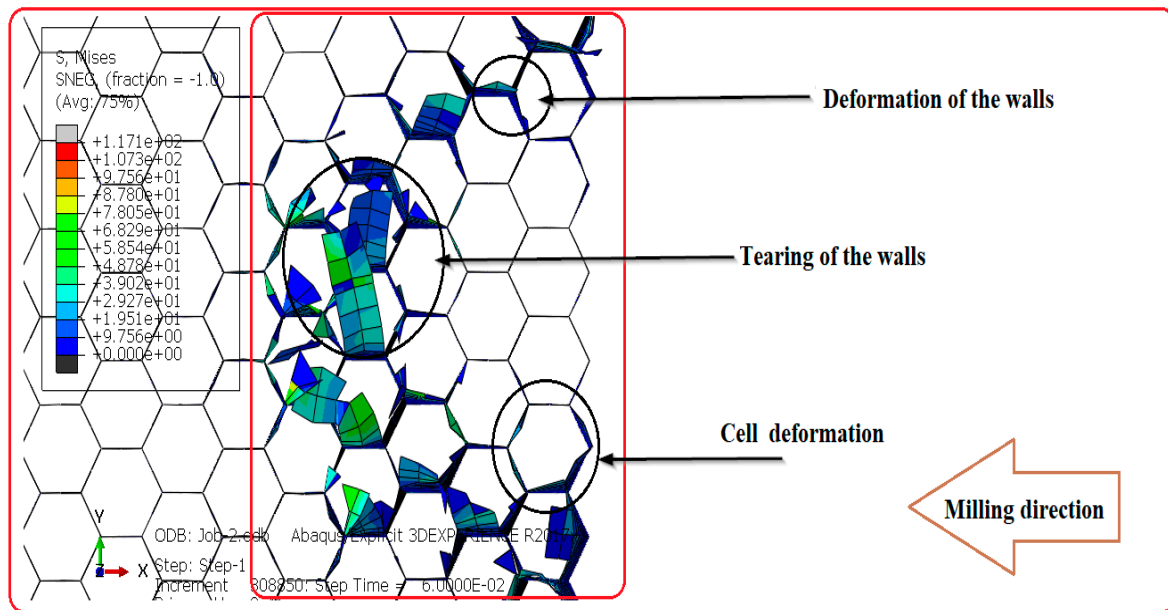 S, Mises
SNEG, (fraction = -1.0)
(Avg: 75%)
+1.171e+02
+1.073e+02
+9.756e+01
+8.780e+01
+7.805e+01
+6.829e+01
+5.854e+01
+4.878e+01
+3.902e+01
+2.927e+01
+1.951e+01
+9.756e+00
+0.000e+00
Deformation of the walls
Tearing of the walls
Cell deformation
Milling direction
Y
Z X
ODB: Job-2.odb Abaqus/Explicit 3DEXPERIENCE
Step: Step-1
Increment 308850: Step Time = 6.0000E-02